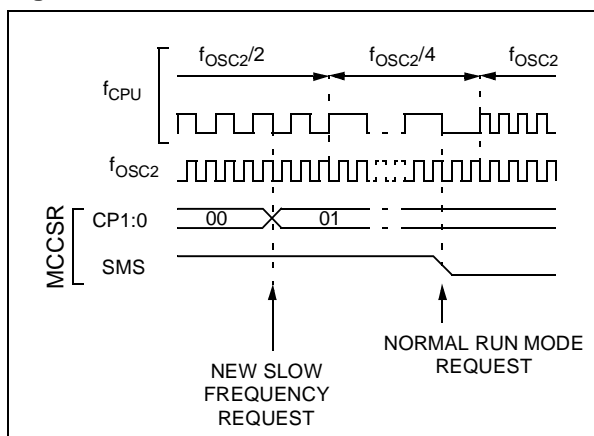 fOSC2/2
fOSC2/4
fOSC2
fCPU
fOSC2
MCCSR
CP1:0
00
01
SMS
NEW SLOW
FREQUENCY
REQUEST
NORMAL RUN MODE
REQUEST